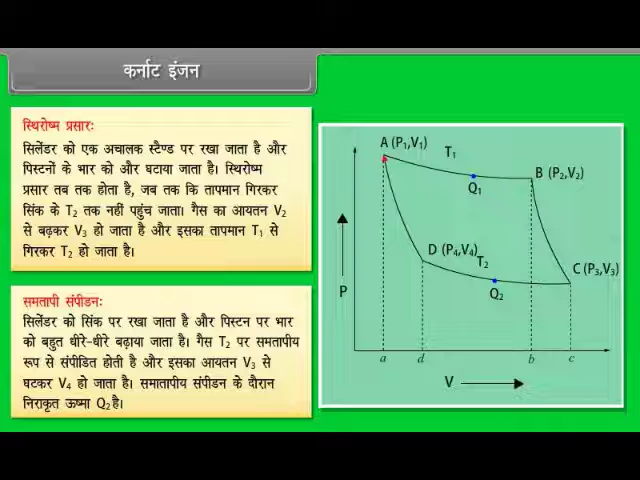 कर्नाट इंजन
स्थिरोष्म प्रसारः
सिलेंडर को एक अचालक स्टैण्ड पर रखा जाता है और
पिस्टनों के भार को और घटाया जाता है। स्थिरोष्म
प्रसार तब तक होता है, जब तक कि तापमान गिरकर
सिंक के T₂ तक नहीं पहुंच जाता। गैस का आयतन V₂
से बढ़कर V₃ हो जाता है और इसका तापमान T₁ से
गिरकर T₂ हो जाता है।
समतापी संपीडनः
सिलेंडर को सिंक पर रखा जाता है और पिस्टन पर भार
को बहुत धीरे-धीरे बढ़ाया जाता है। गैस T₂ पर समतापीय
रूप से संपीडित होती है और इसका आयतन V₃ से
घटकर V₄ हो जाता है। समातापीय संपीडन के दौरान
निराकृत ऊष्मा Q₂है।
A (P₁,V₁)
T₁
Q₁
B (P₂,V₂)
D (P₄,V₄)
T₂
C (P₃,V₃)
Q₂
P
a d b c
V